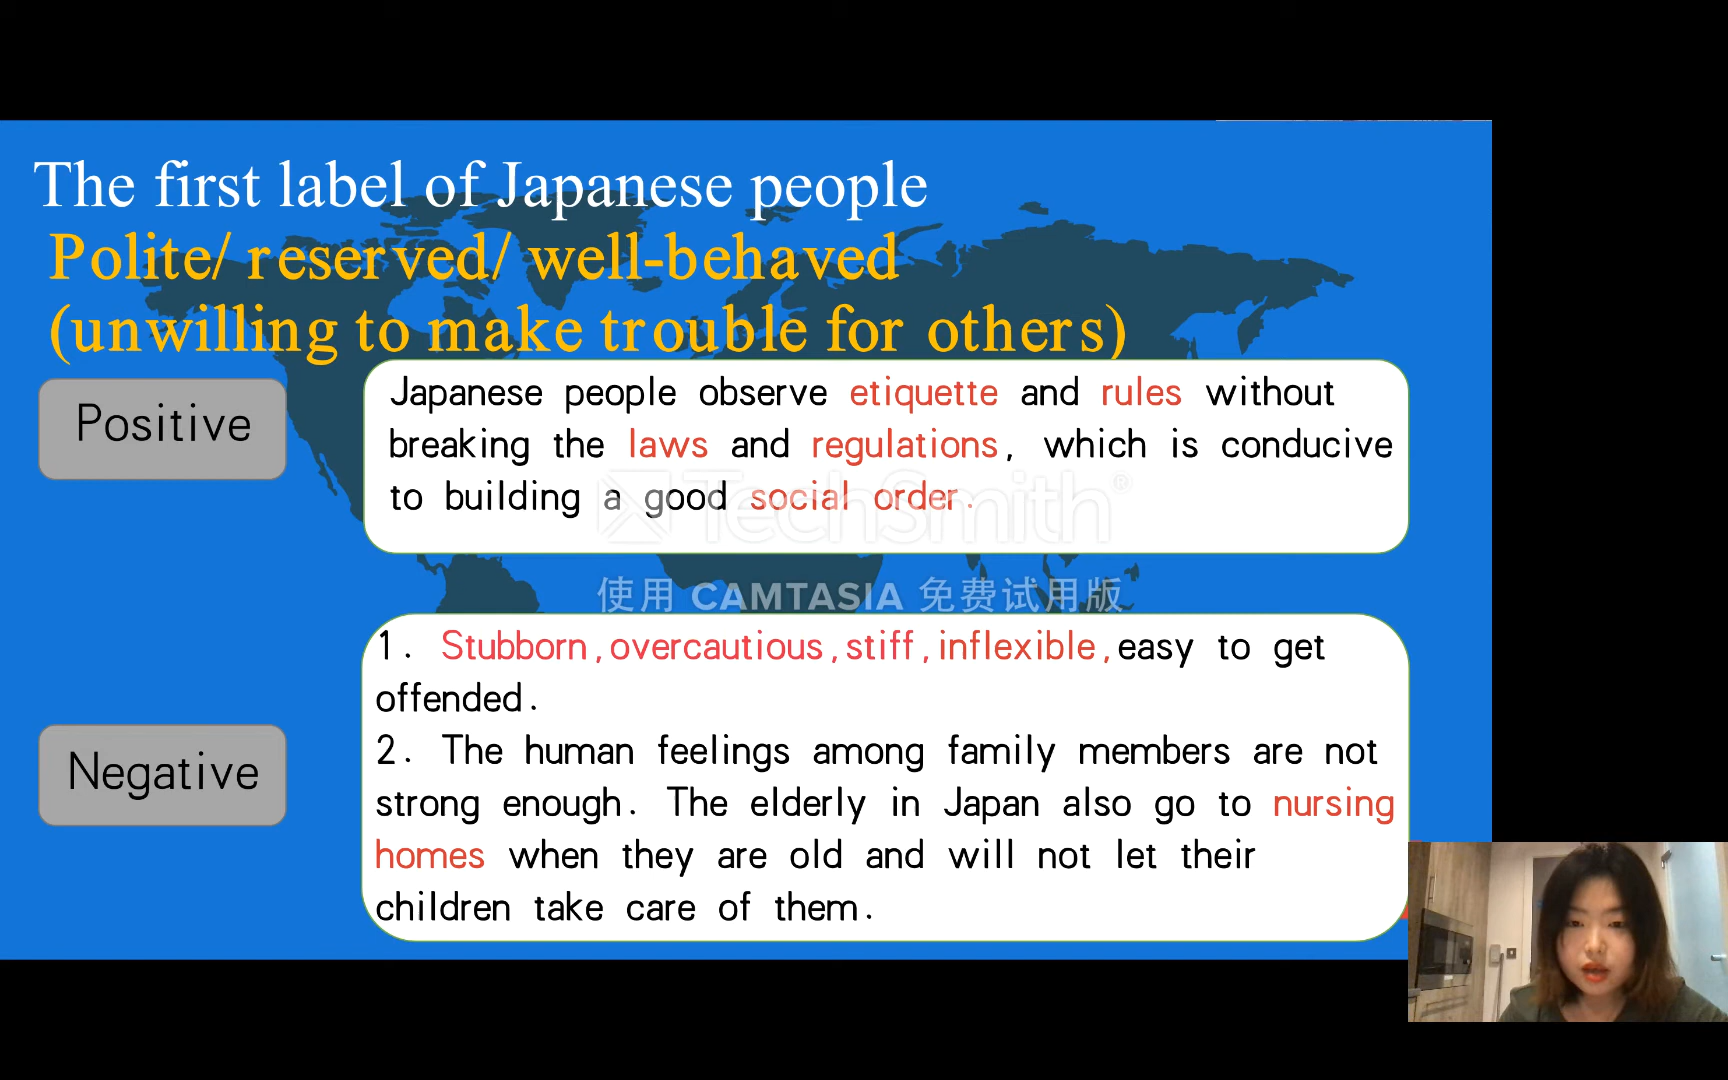 The first label of Japanese people
Polite/ reserved/ well-behaved
(unwilling to make trouble for others)
Positive
Japanese people observe etiquette and rules without
breaking the laws and regulations, which is conducive
to building a good social order.
TechSmith®
使用 CAMTASIA 免费试用版
Negative
1. Stubborn,overcautious,stiff,inflexible,easy to get
offended.
2. The human feelings among family members are not
strong enough. The elderly in Japan also go to nursing
homes when they are old and will not let their
children take care of them.